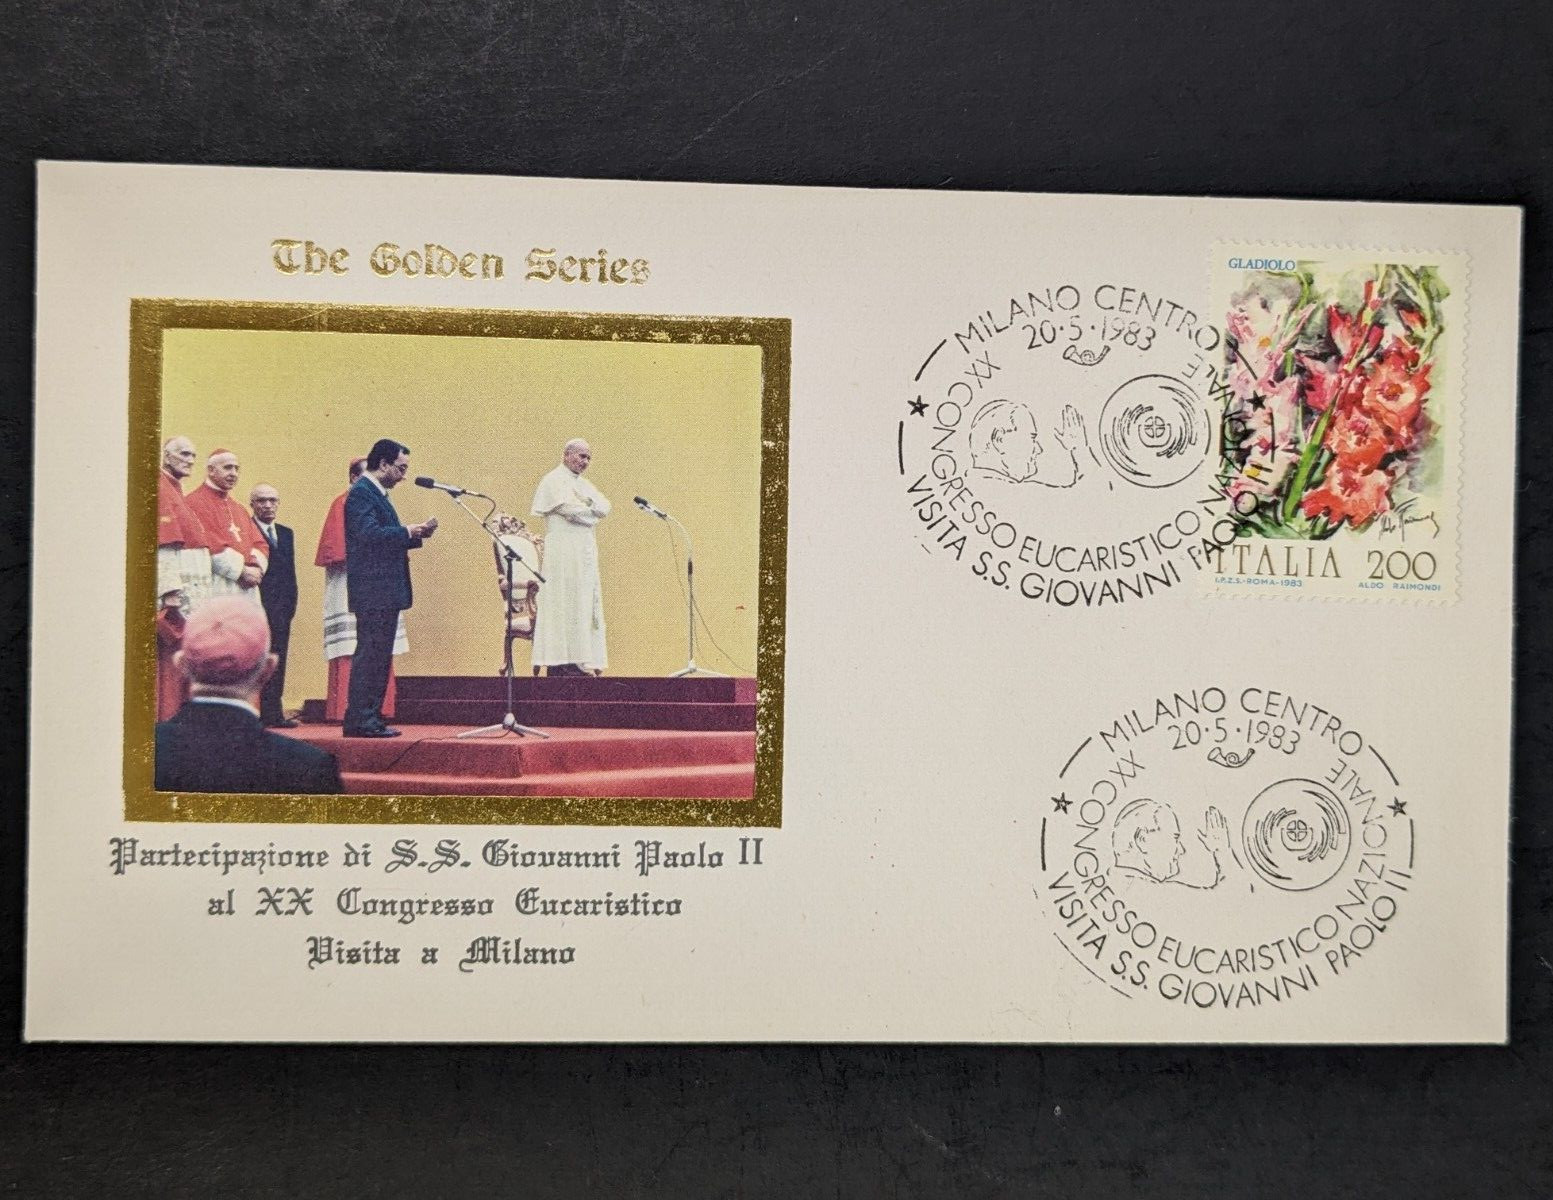 The Golden Series
Partecipazione di S.S. Giovanni Paolo II
al XX Congresso Eucaristico
Visita a Milano
MILANO CENTRO
20·5·1983
XX CONGRESSO EUCARISTICO NAZIONALE
VISITA S.S. GIOVANNI PAOLO II
GLADIOLO
ITALIA 200
I.P.Z.S.-ROMA-1983 ALDO RAIMONDI
MILANO CENTRO
20·5·1983
XX CONGRESSO EUCARISTICO NAZIONALE
VISITA S.S. GIOVANNI PAOLO II